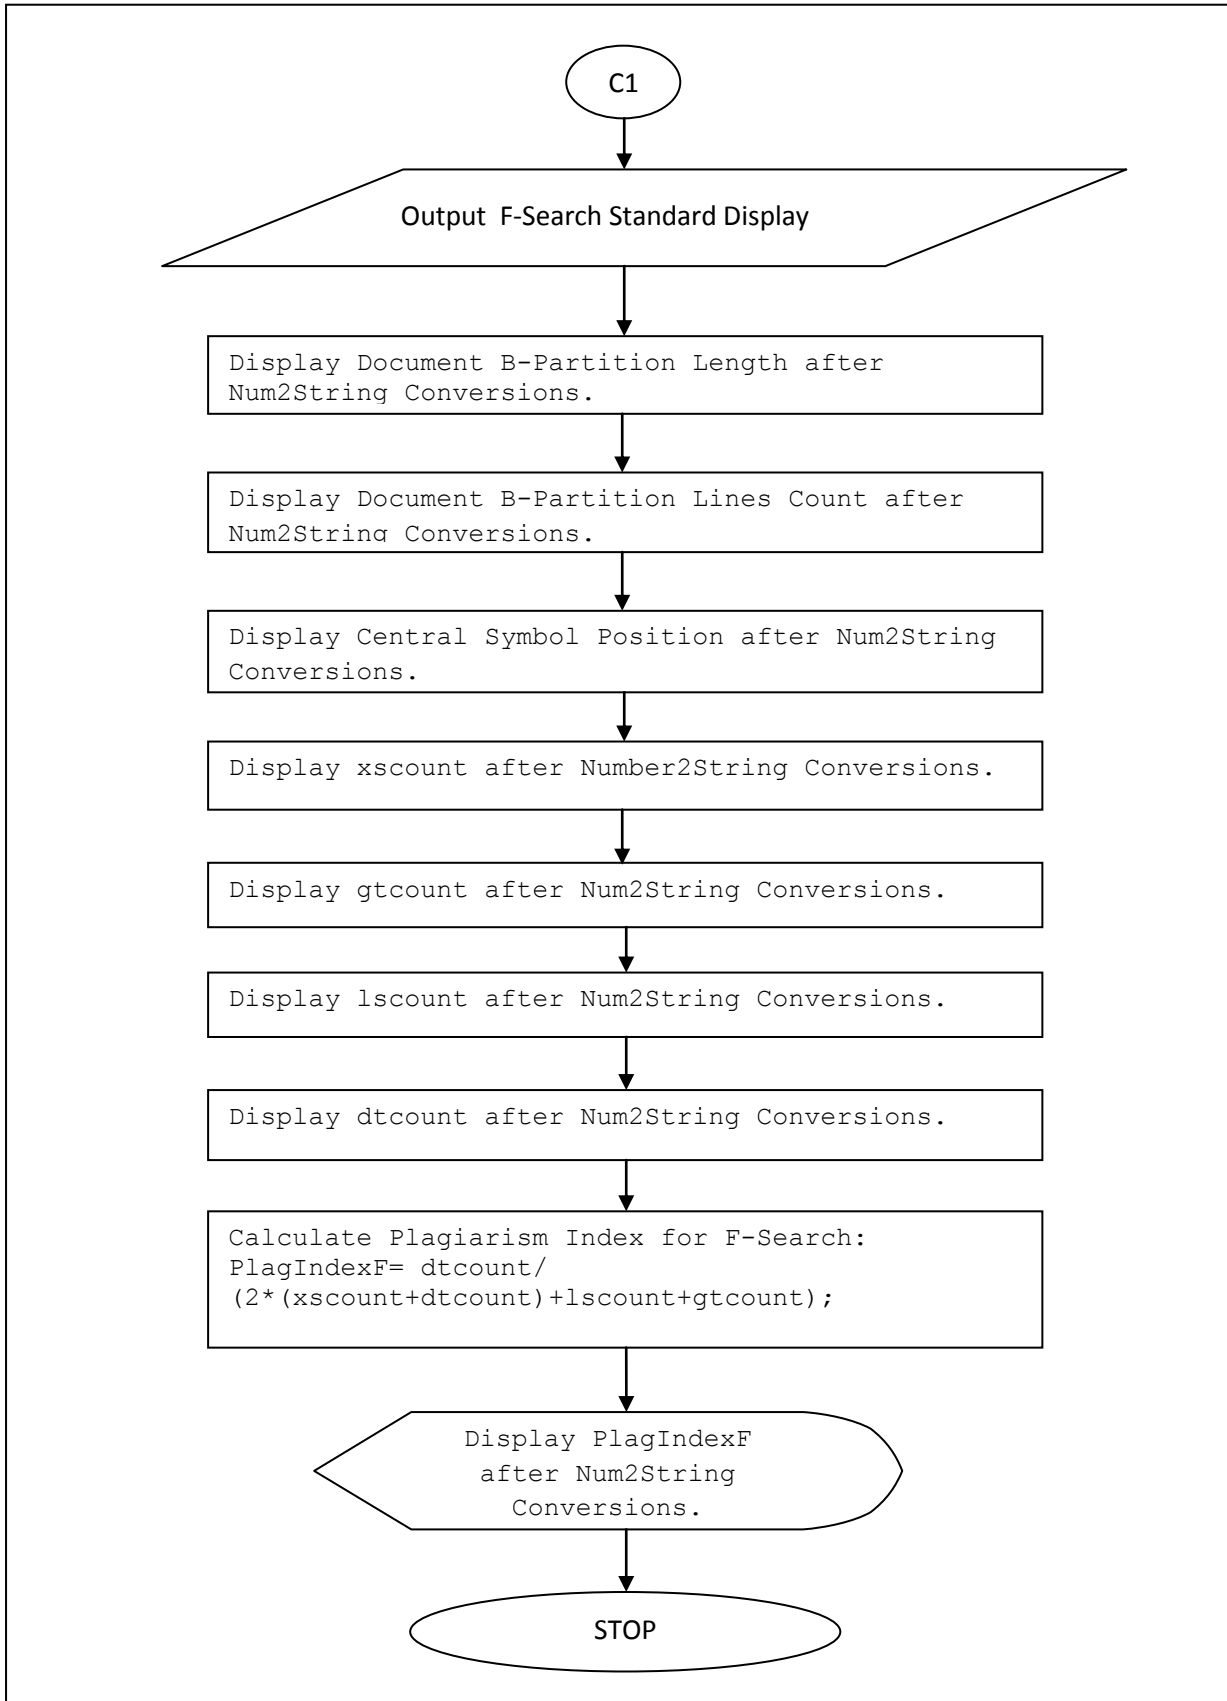 C1
Output  F-Search Standard Display
Display Document B-Partition Length after
Num2String Conversions.
Display Document B-Partition Lines Count after
Num2String Conversions.
Display Central Symbol Position after Num2String
Conversions.
Display xscount after Number2String Conversions.
Display gtcount after Num2String Conversions.
Display lscount after Num2String Conversions.
Display dtcount after Num2String Conversions.
Calculate Plagiarism Index for F-Search:
PlagIndexF= dtcount/
(2*(xscount+dtcount)+lscount+gtcount);
Display PlagIndexF
after Num2String
Conversions.
STOP